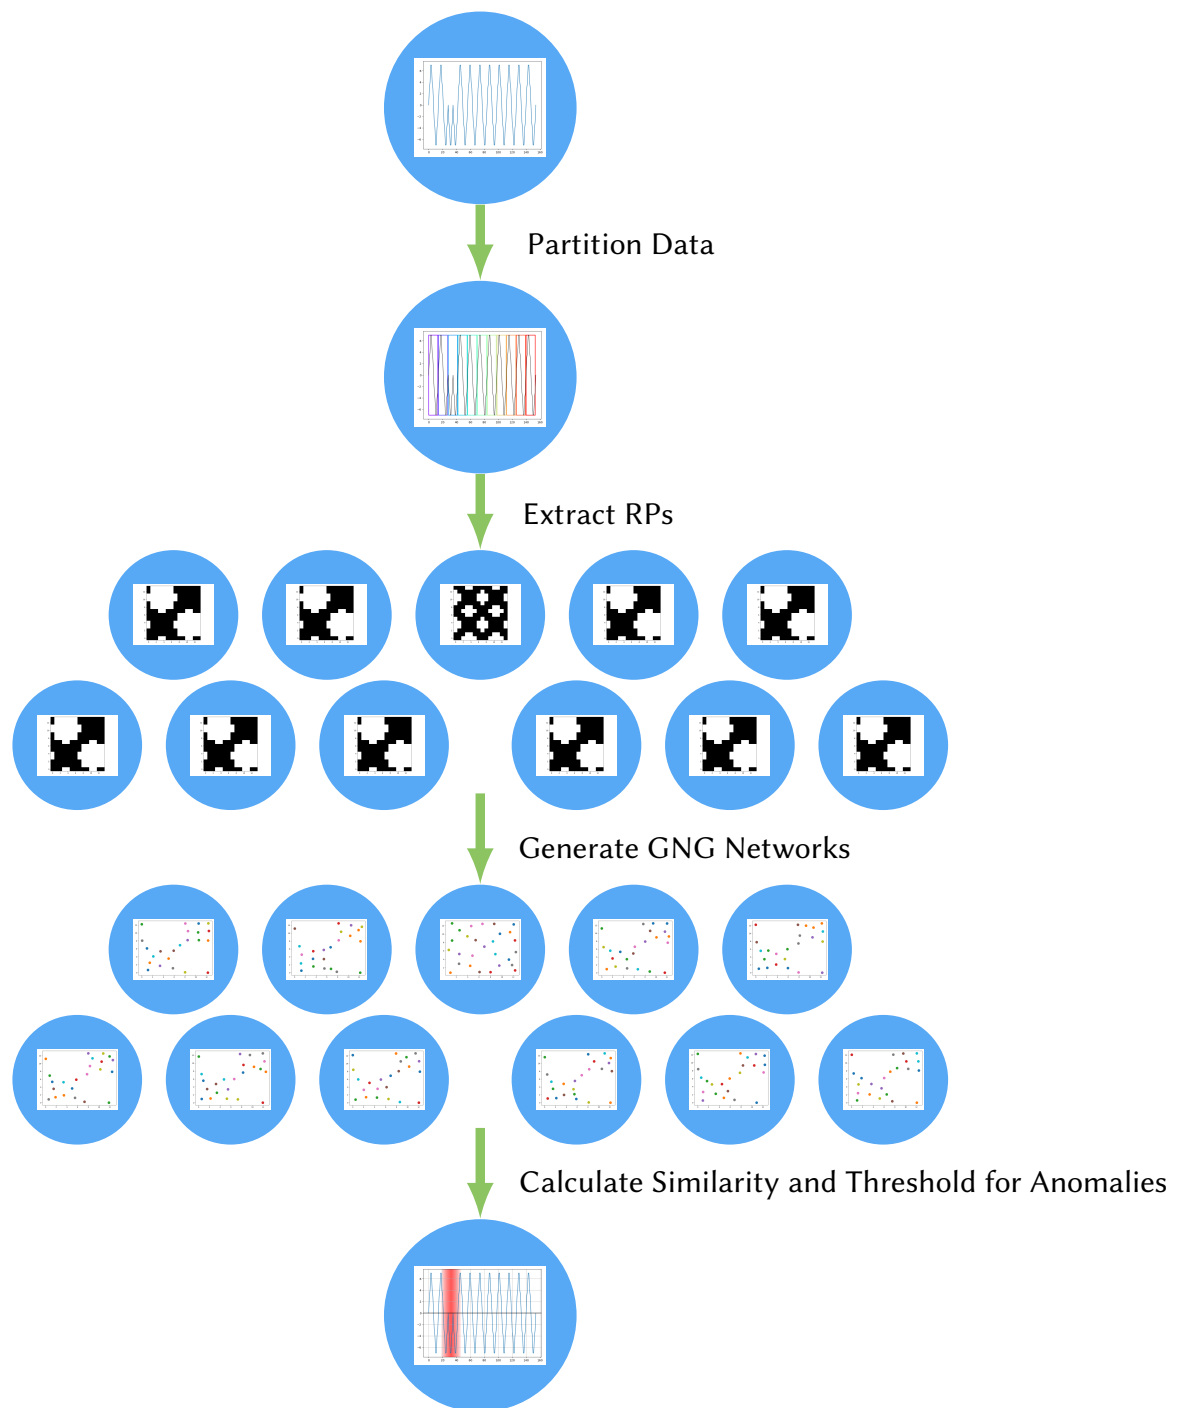 Partition Data
Extract RPs
Generate GNG Networks
Calculate Similarity and Threshold for Anomalies